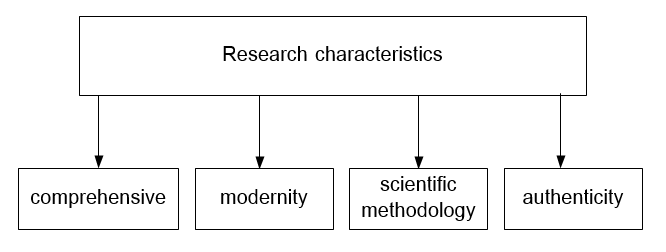 Research characteristics
comprehensive
modernity
scientific
methodology
authenticity